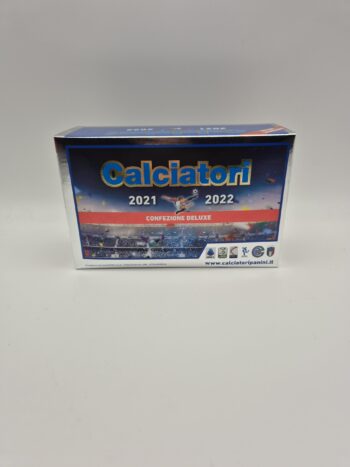 Calciatori
2021 2022
CONFEZIONE DELUXE
www.calciatoripanini.it